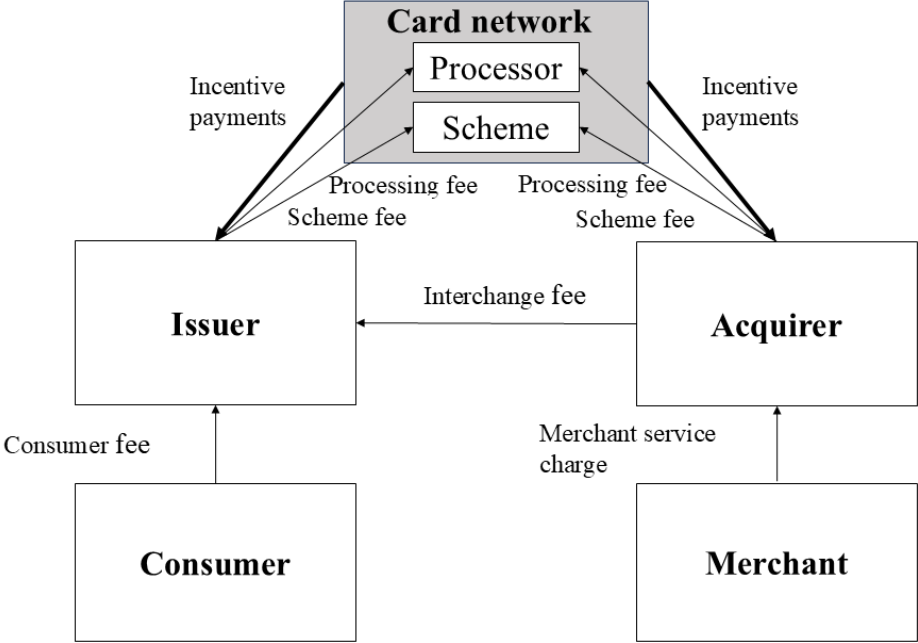 Card network
Processor
Scheme
Incentive
payments
Incentive
payments
Processing fee
Scheme fee
Processing fee
Scheme fee
Issuer
Interchange fee
Acquirer
Consumer fee
Merchant service
charge
Consumer
Merchant